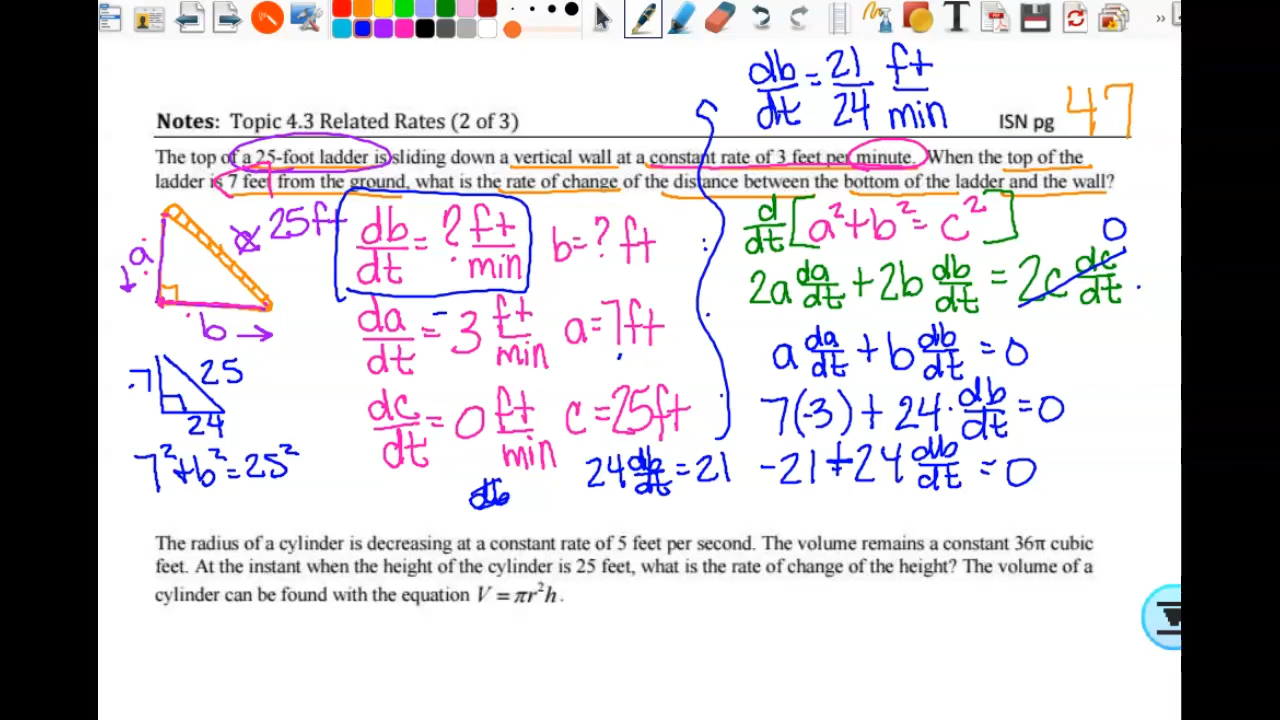 db/dt = 21/24 ft/min
Notes: Topic 4.3 Related Rates (2 of 3) ISN pg 47
The top of a 25-foot ladder is sliding down a vertical wall at a constant rate of 3 feet per minute. When the top of the
ladder is 7 feet from the ground, what is the rate of change of the distance between the bottom of the ladder and the wall?
a
25ft
b →
7 25
24
7²+b²=25²
db/dt = ? ft/min b=? ft
da/dt = -3 ft/min a=7ft
dc/dt = 0 ft/min c=25ft
db
d/dt [a²+b²=c²]
0
2a da/dt + 2b db/dt = 2c dc/dt
a da/dt + b db/dt = 0
7(-3) + 24 · db/dt = 0
24 db/dt = 21 -21 + 24 db/dt = 0
The radius of a cylinder is decreasing at a constant rate of 5 feet per second. The volume remains a constant 36π cubic
feet. At the instant when the height of the cylinder is 25 feet, what is the rate of change of the height? The volume of a
cylinder can be found with the equation V = πr²h.